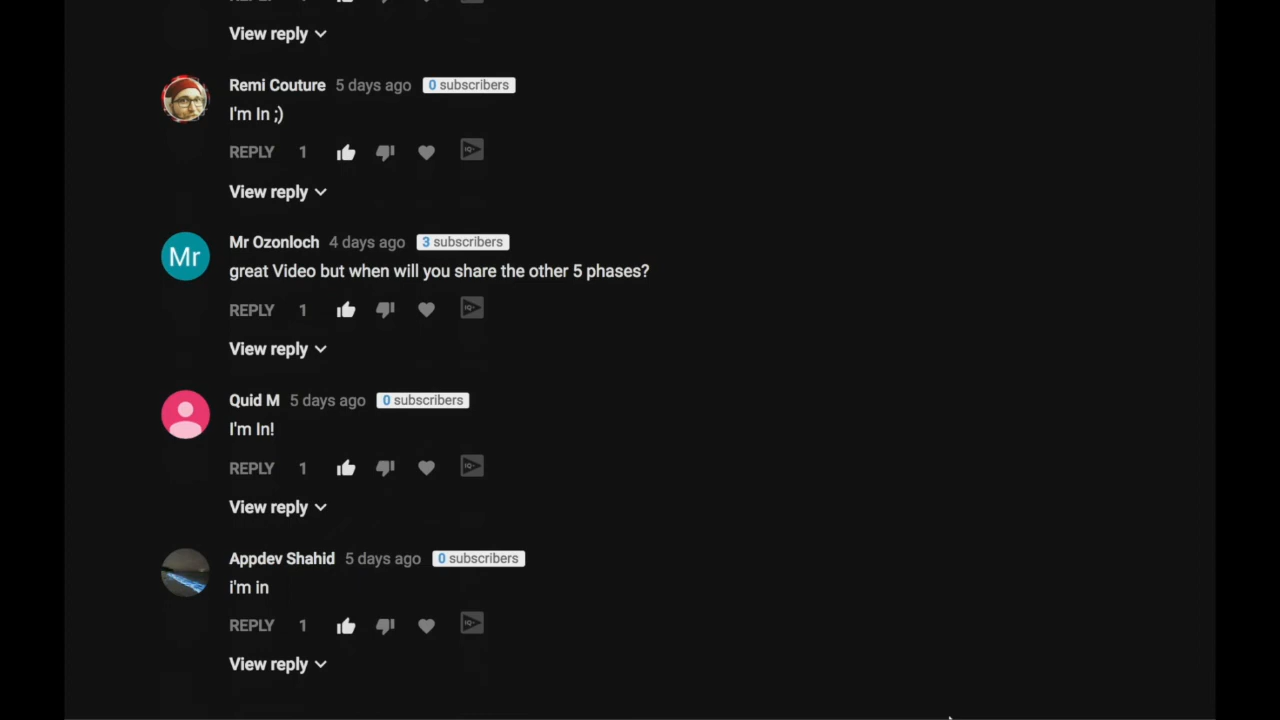 View reply
Remi Couture 5 days ago 0 subscribers
I'm In ;)
REPLY 1
View reply
Mr
Mr Ozonloch 4 days ago 3 subscribers
great Video but when will you share the other 5 phases?
REPLY 1
View reply
Quid M 5 days ago 0 subscribers
I'm In!
REPLY 1
View reply
Appdev Shahid 5 days ago 0 subscribers
i'm in
REPLY 1
View reply